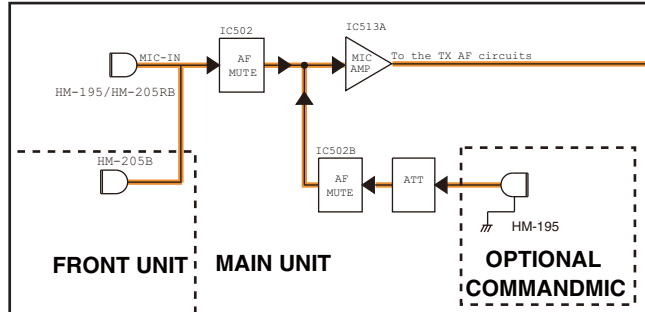 IC502
IC513A
MIC-IN
AF
MUTE
MIC
AMP
To the TX AF circuits
HM-195/HM-205RB
HM-205B
IC502B
AF
MUTE
ATT
HM-195
FRONT UNIT
MAIN UNIT
OPTIONAL
COMMANDMIC